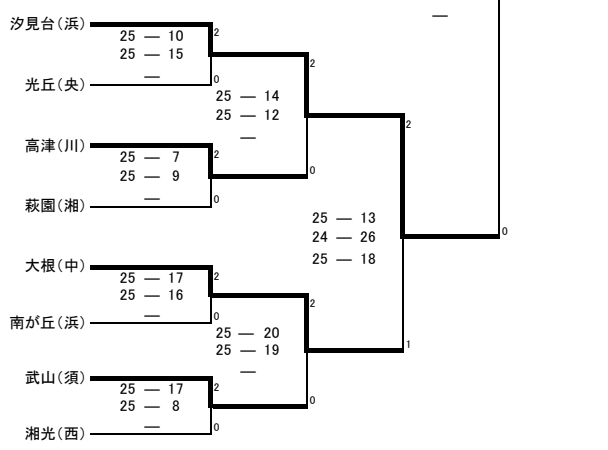 —
汐見台（浜）
2
25 — 10
25 — 15
—
0
光丘（央）
2
25 — 14
25 — 12
—
高津（川）
2
25 — 7
25 — 9
—
0
萩園（湘）
0
2
25 — 13
24 — 26
25 — 18
0
大根（中）
2
25 — 17
25 — 16
—
0
南が丘（浜）
2
25 — 20
25 — 19
—
1
武山（須）
2
25 — 17
25 — 8
—
0
湘光（西）
0